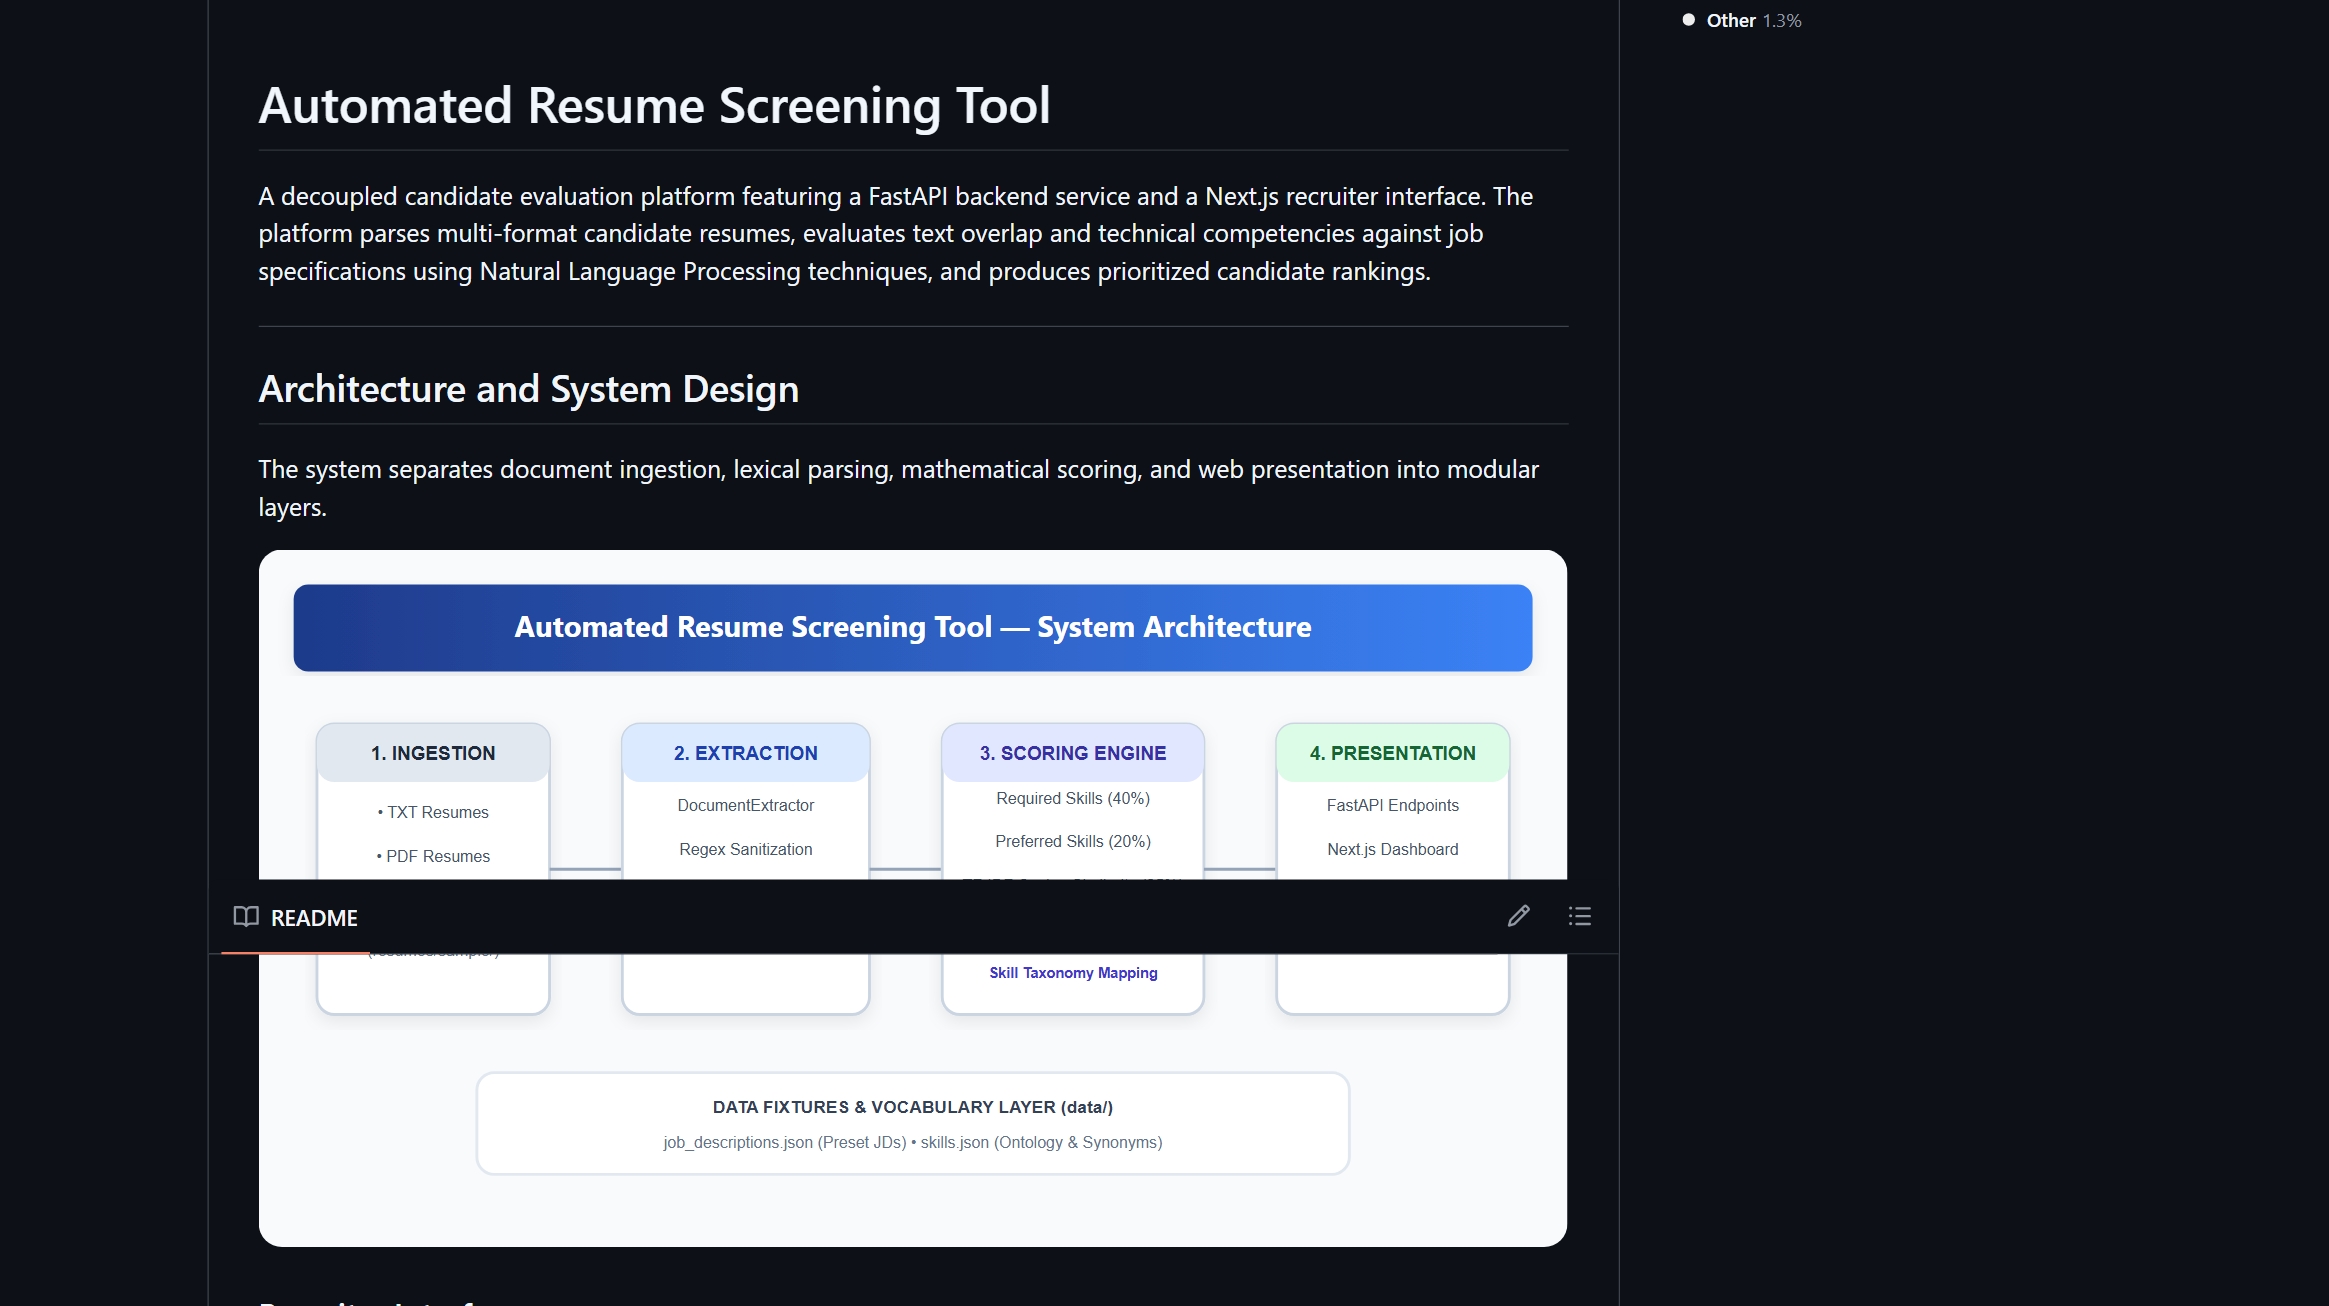 Other 1.3%
Automated Resume Screening Tool
A decoupled candidate evaluation platform featuring a FastAPI backend service and a Next.js recruiter interface. The
platform parses multi-format candidate resumes, evaluates text overlap and technical competencies against job
specifications using Natural Language Processing techniques, and produces prioritized candidate rankings.
Architecture and System Design
The system separates document ingestion, lexical parsing, mathematical scoring, and web presentation into modular
layers.
Automated Resume Screening Tool — System Architecture
1. INGESTION
• TXT Resumes
• PDF Resumes
2. EXTRACTION
DocumentExtractor
Regex Sanitization
3. SCORING ENGINE
Required Skills (40%)
Preferred Skills (20%)
4. PRESENTATION
FastAPI Endpoints
Next.js Dashboard
README
Skill Taxonomy Mapping
DATA FIXTURES & VOCABULARY LAYER (data/)
job_descriptions.json (Preset JDs) • skills.json (Ontology & Synonyms)